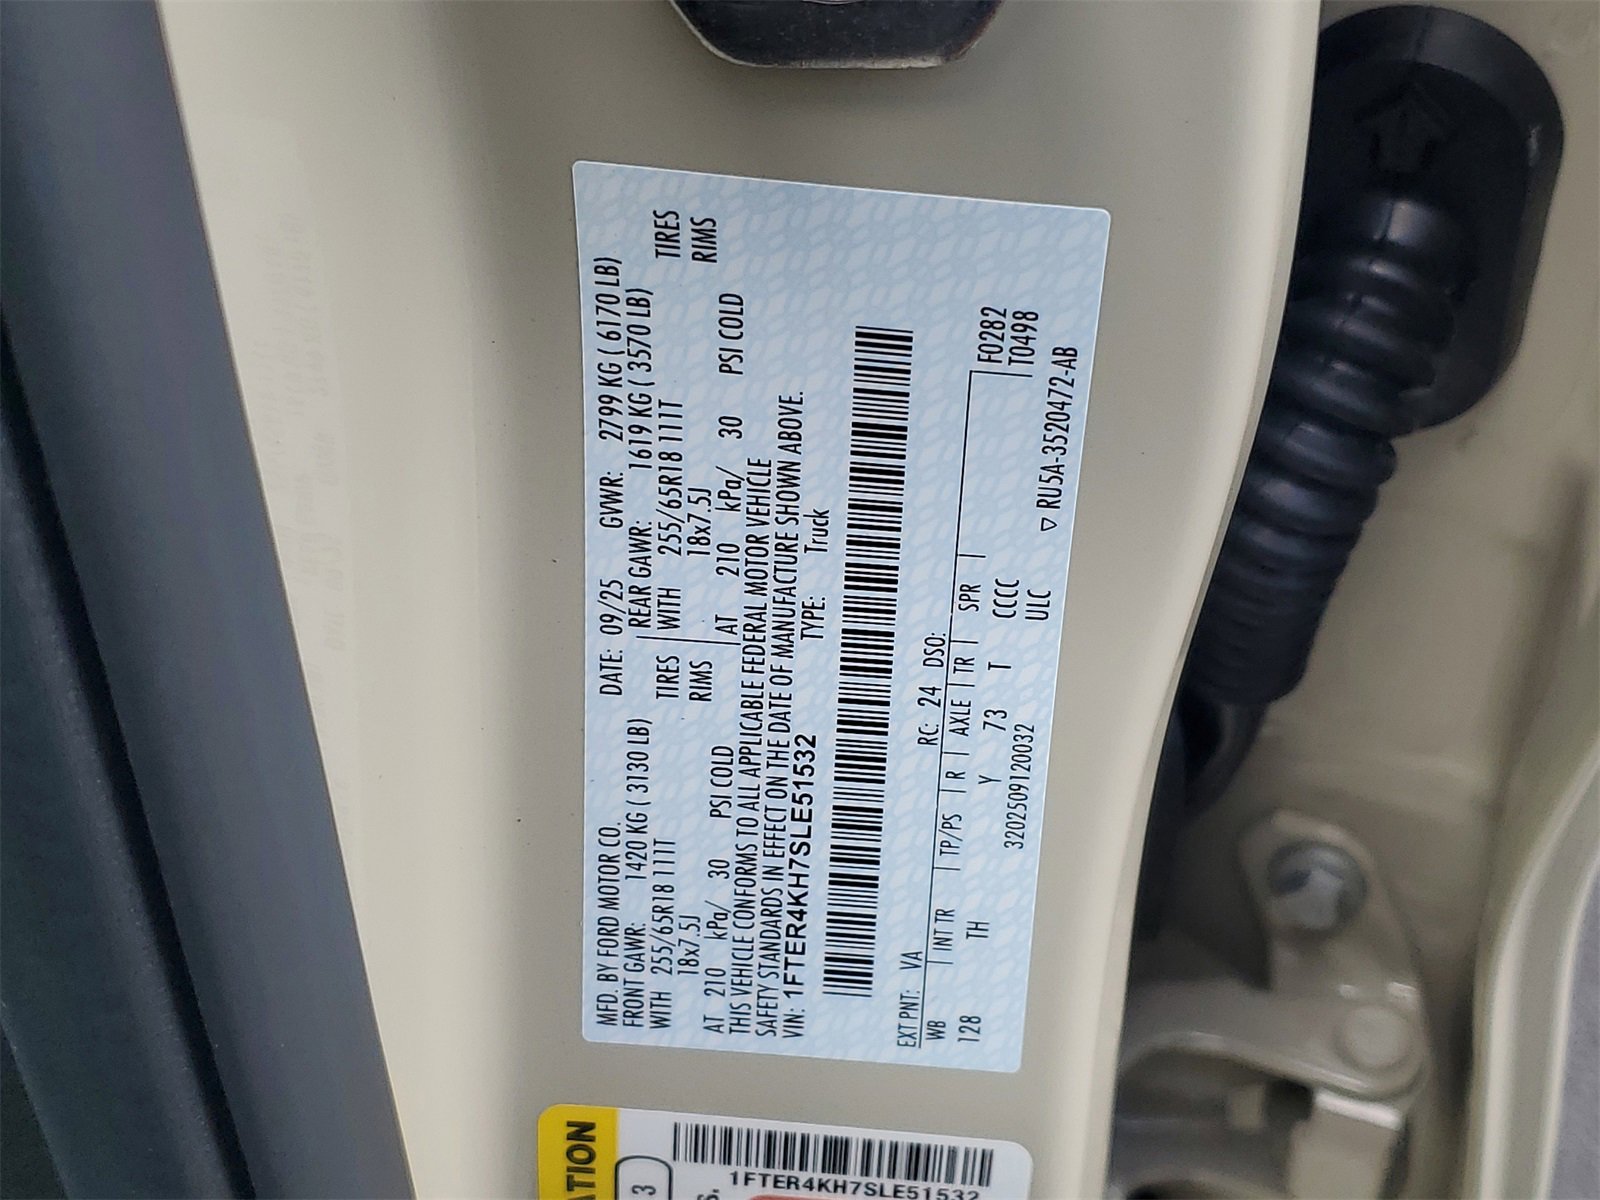 MFD. BY FORD MOTOR CO. DATE: 09/25 GVWR: 2799 KG ( 6170 LB)
FRONT GAWR: 1420 KG ( 3130 LB) REAR GAWR: 1619 KG ( 3570 LB)
WITH 255/65R18 111T TIRES WITH 255/65R18 111T TIRES
18x7.5J RIMS 18x7.5J RIMS
AT 210 kPa/ 30 PSI COLD AT 210 kPa/ 30 PSI COLD
THIS VEHICLE CONFORMS TO ALL APPLICABLE FEDERAL MOTOR VEHICLE
SAFETY STANDARDS IN EFFECT ON THE DATE OF MANUFACTURE SHOWN ABOVE.
VIN: 1FTER4KH7SLE51532 TYPE: Truck
EXT PNT: VA RC: 24 DSO:
WB INT TR TP/PS R AXLE TR SPR F0282
128 TH Y 73 T CCCC T0498
3202509120032 ULC
▽ RU5A-3520472-AB
3
1FTER4KH7SLE51532